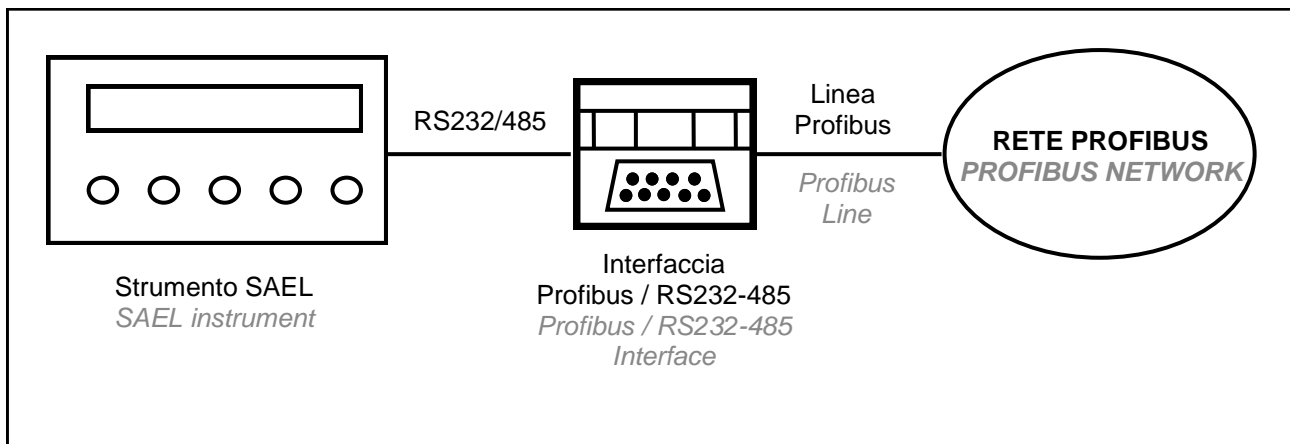 RS232/485
Linea
Profibus
Profibus
Line
RETE PROFIBUS
PROFIBUS NETWORK
Strumento SAEL
SAEL instrument
Interfaccia
Profibus / RS232-485
Profibus / RS232-485
Interface